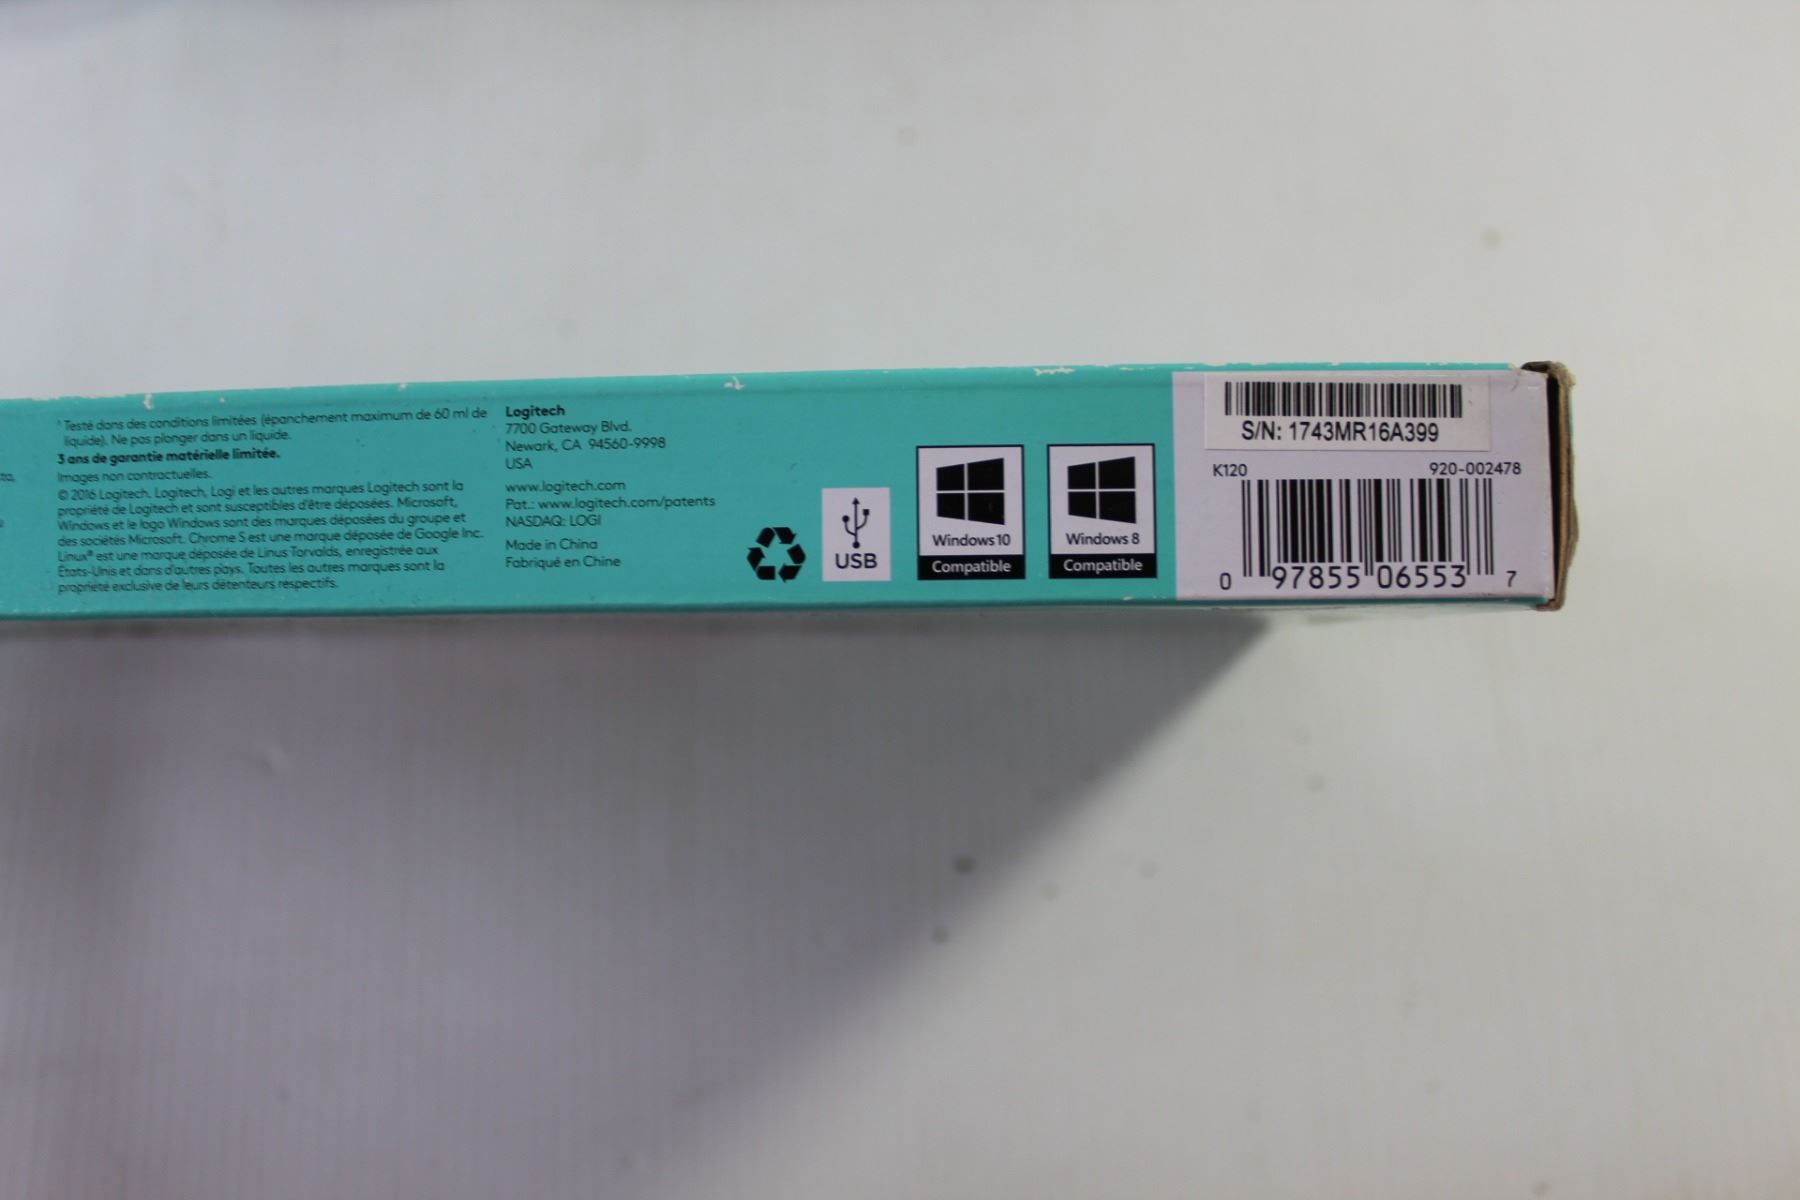 ¹ Testé dans des conditions limitées (épanchement maximum de 60 ml de
liquide). Ne pas plonger dans un liquide.
3 ans de garantie matérielle limitée.
Images non contractuelles.
© 2016 Logitech. Logitech, Logi et les autres marques Logitech sont la
propriété de Logitech et sont susceptibles d'être déposées. Microsoft,
Windows et le logo Windows sont des marques déposées du groupe et
des sociétés Microsoft. Chrome S est une marque déposée de Google Inc.
Linux® est une marque déposée de Linus Torvalds, enregistrée aux
États-Unis et dans d'autres pays. Toutes les autres marques sont la
propriété exclusive de leurs détenteurs respectifs.
Logitech
7700 Gateway Blvd.
Newark, CA 94560-9998
USA
www.logitech.com
Pat.: www.logitech.com/patents
NASDAQ: LOGI
Made in China
Fabriqué en Chine
USB
Windows 10
Compatible
Windows 8
Compatible
S/N: 1743MR16A399
K120 920-002478
0 97855 06553 7